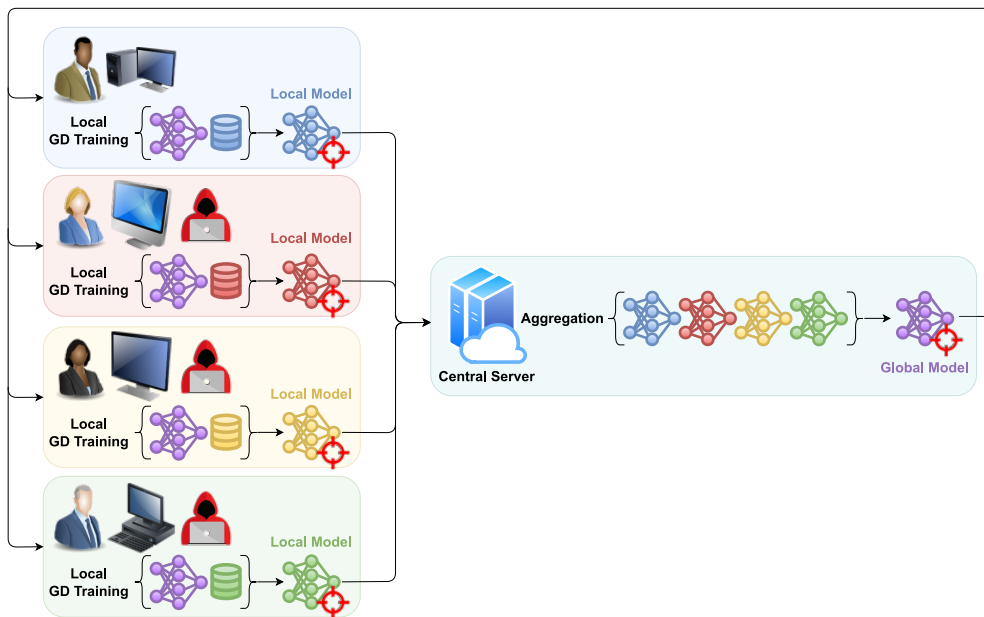 Local Model
Local
GD Training
Local Model
Local
GD Training
Local Model
Local
GD Training
Local Model
Local
GD Training
Aggregation
Central Server
Global Model